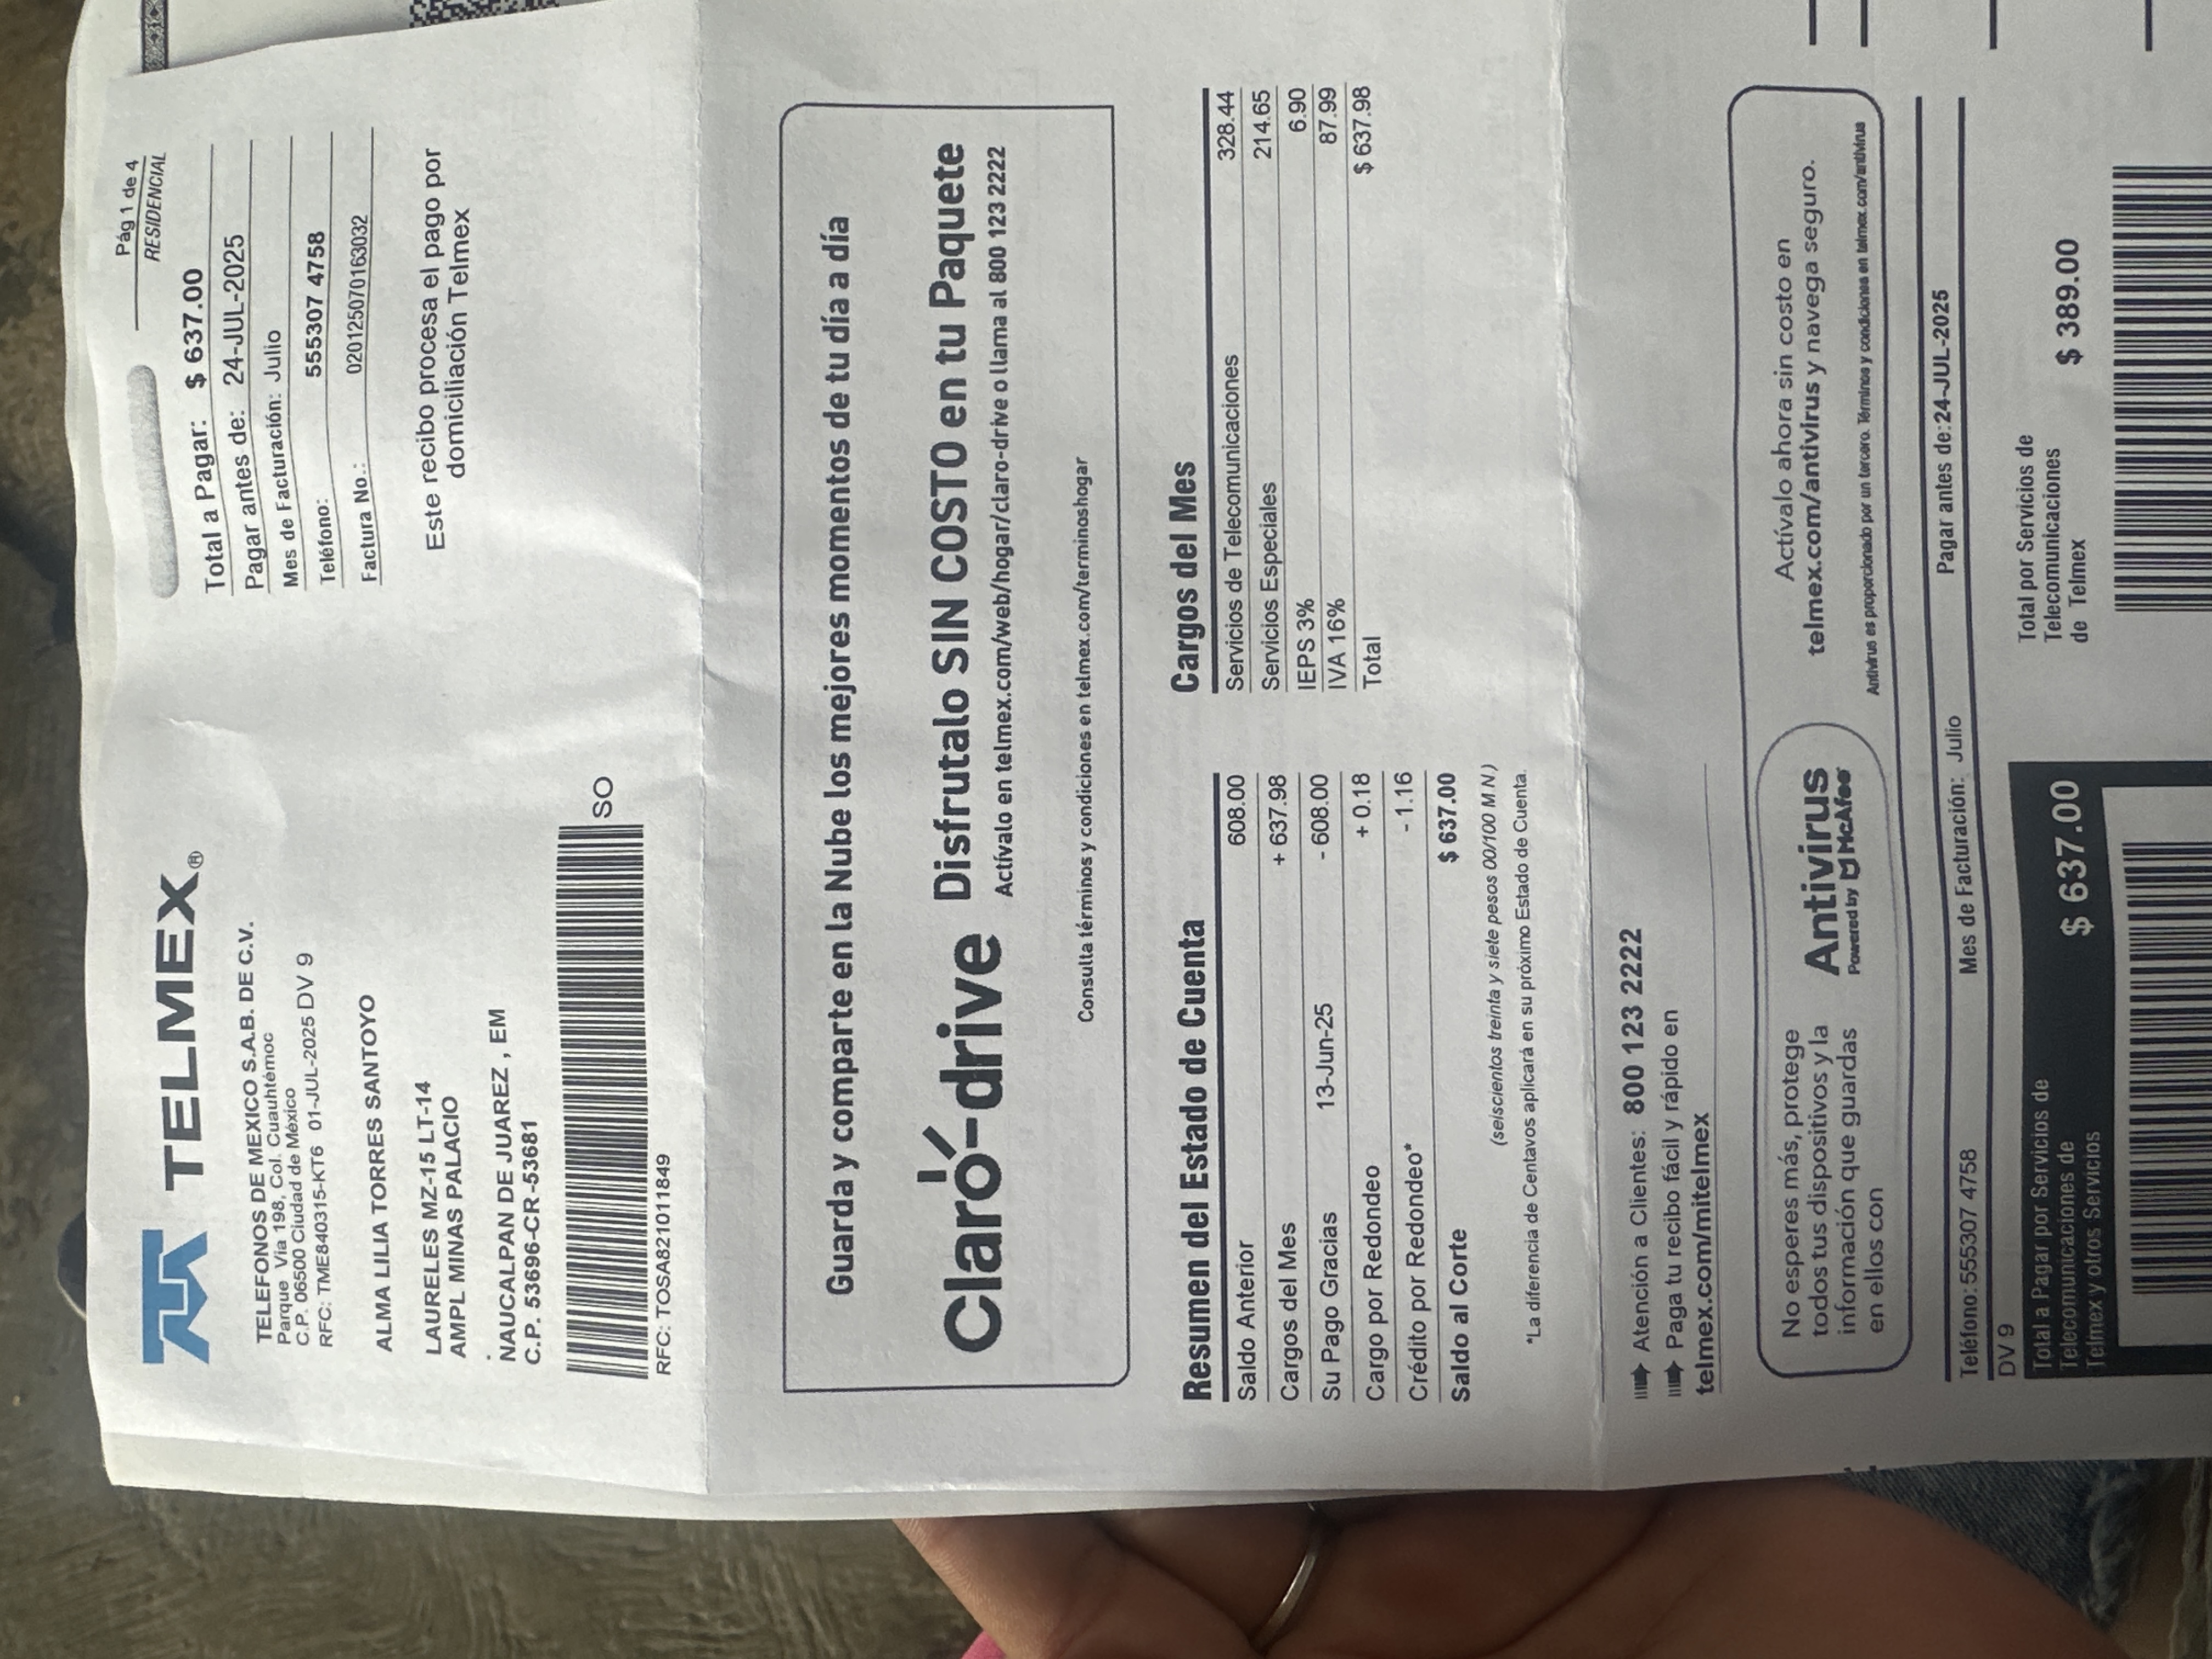 Pág 1 de 4
RESIDENCIAL
TELMEX®
TELEFONOS DE MEXICO S.A.B. DE C.V.
Parque Vía 198, Col. Cuauhtémoc
C.P. 06500 Ciudad de México
RFC: TME840315-KT6 01-JUL-2025 DV 9
ALMA LILIA TORRES SANTOYO
LAURELES MZ-15 LT-14
AMPL MINAS PALACIO
NAUCALPAN DE JUAREZ , EM
C.P. 53696-CR -53681
SO
RFC: TOSA821011849
Total a Pagar: $ 637.00
Pagar antes de: 24-JUL-2025
Mes de Facturación: Julio
Teléfono: 555307 4758
Factura No.: 020125070163032
Este recibo procesa el pago por
domiciliación Telmex
Guarda y comparte en la Nube los mejores momentos de tu día a día
Claro-drive Disfrutalo SIN COSTO en tu Paquete
Actívalo en telmex.com/web/hogar/claro-drive o llama al 800 123 2222
Consulta términos y condiciones en telmex.com/terminoshogar
Resumen del Estado de Cuenta
Saldo Anterior 608.00
Cargos del Mes + 637.98
Su Pago Gracias 13-Jun-25 - 608.00
Cargo por Redondeo + 0.18
Crédito por Redondeo* - 1.16
Saldo al Corte $ 637.00
(seiscientos treinta y siete pesos 00/100 M.N.)
*La diferencia de Centavos aplicará en su próximo Estado de Cuenta.
Cargos del Mes
Servicios de Telecomunicaciones 328.44
Servicios Especiales 214.65
IEPS 3% 6.90
IVA 16% 87.99
Total $ 637.98
Atención a Clientes: 800 123 2222
Paga tu recibo fácil y rápido en
telmex.com/mitelmex
No esperes más, protege
todos tus dispositivos y la
información que guardas
en ellos con
Antivirus
Powered by McAfee
Actívalo ahora sin costo en
telmex.com/antivirus y navega seguro.
Antivirus es proporcionado por un tercero. Términos y condiciones en telmex.com/antivirus
Teléfono: 555307 4758 Mes de Facturación: Julio Pagar antes de: 24-JUL-2025
DV 9
Total a Pagar por Servicios de
Telecomunicaciones de
Telmex y otros Servicios
$ 637.00
Total por Servicios de
Telecomunicaciones
de Telmex
$ 389.00